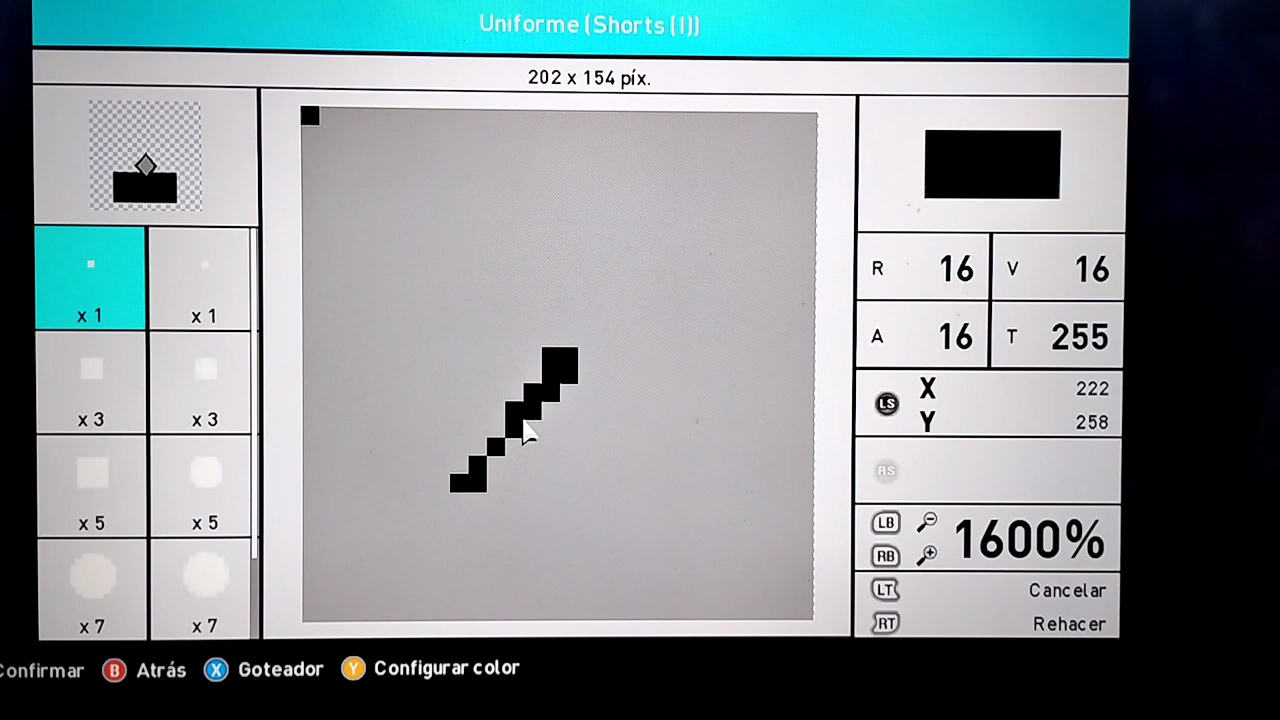 Uniforme (Shorts (I))
202 x 154 píx.
x 1 x 1
x 3 x 3
x 5 x 5
x 7 x 7
R 16 V 16
A 16 T 255
LS X 222
Y 258
RS
LB 1600%
RB
LT Cancelar
RT Rehacer
Confirmar B Atrás X Goteador Y Configurar color